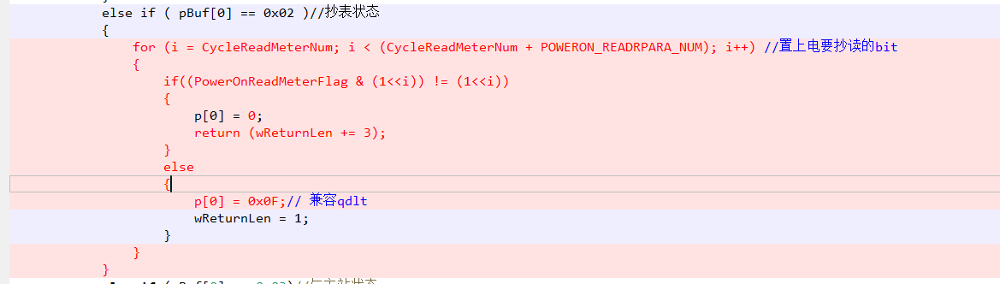 else if ( pBuf[0] == 0x02 )//抄表状态
{
for (i = CycleReadMeterNum; i < (CycleReadMeterNum + POWERON_READRPARA_NUM); i++) //置上电要抄读的bit
{
if((PowerOnReadMeterFlag & (1<<i)) != (1<<i))
{
p[0] = 0;
return (wReturnLen += 3);
}
else
{
p[0] = 0x0F;// 兼容qdlt
wReturnLen = 1;
}
}
}